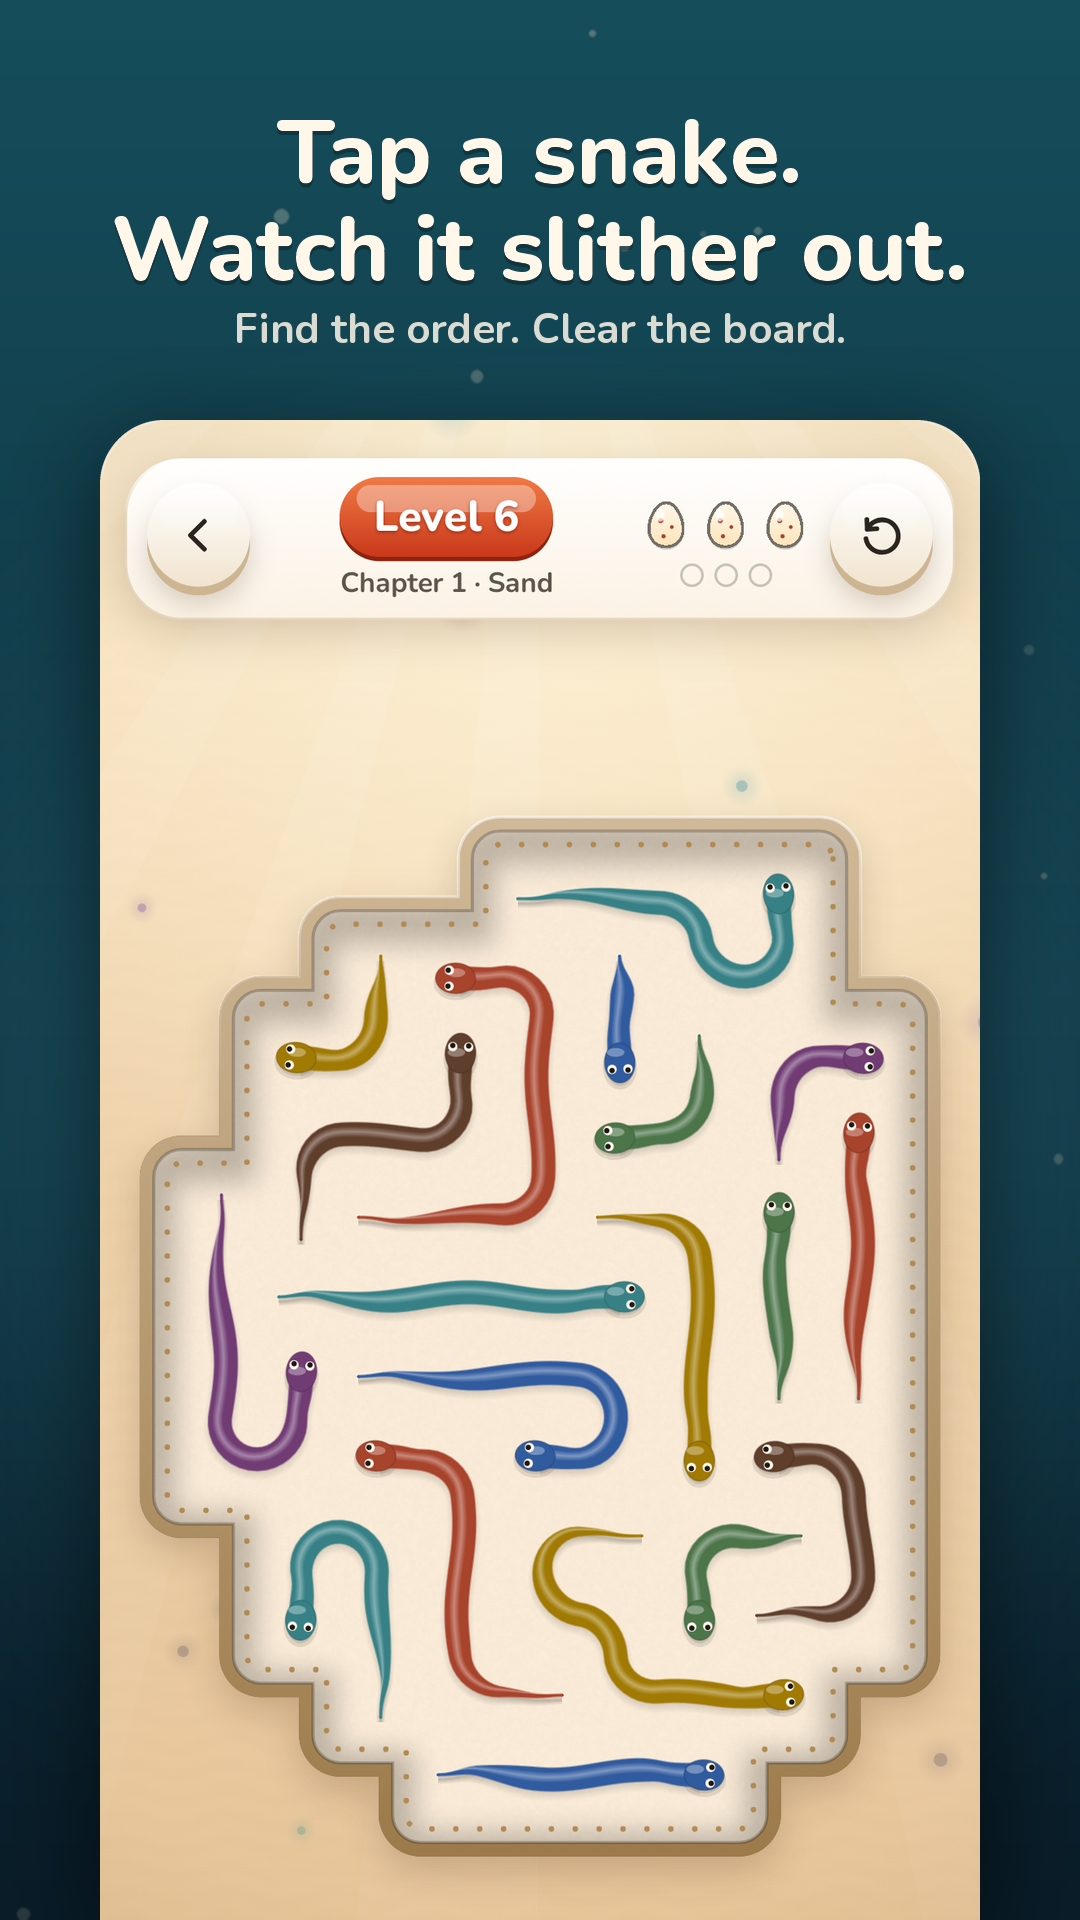 Tap a snake.
Watch it slither out.
Find the order. Clear the board.
Level 6
Chapter 1 · Sand